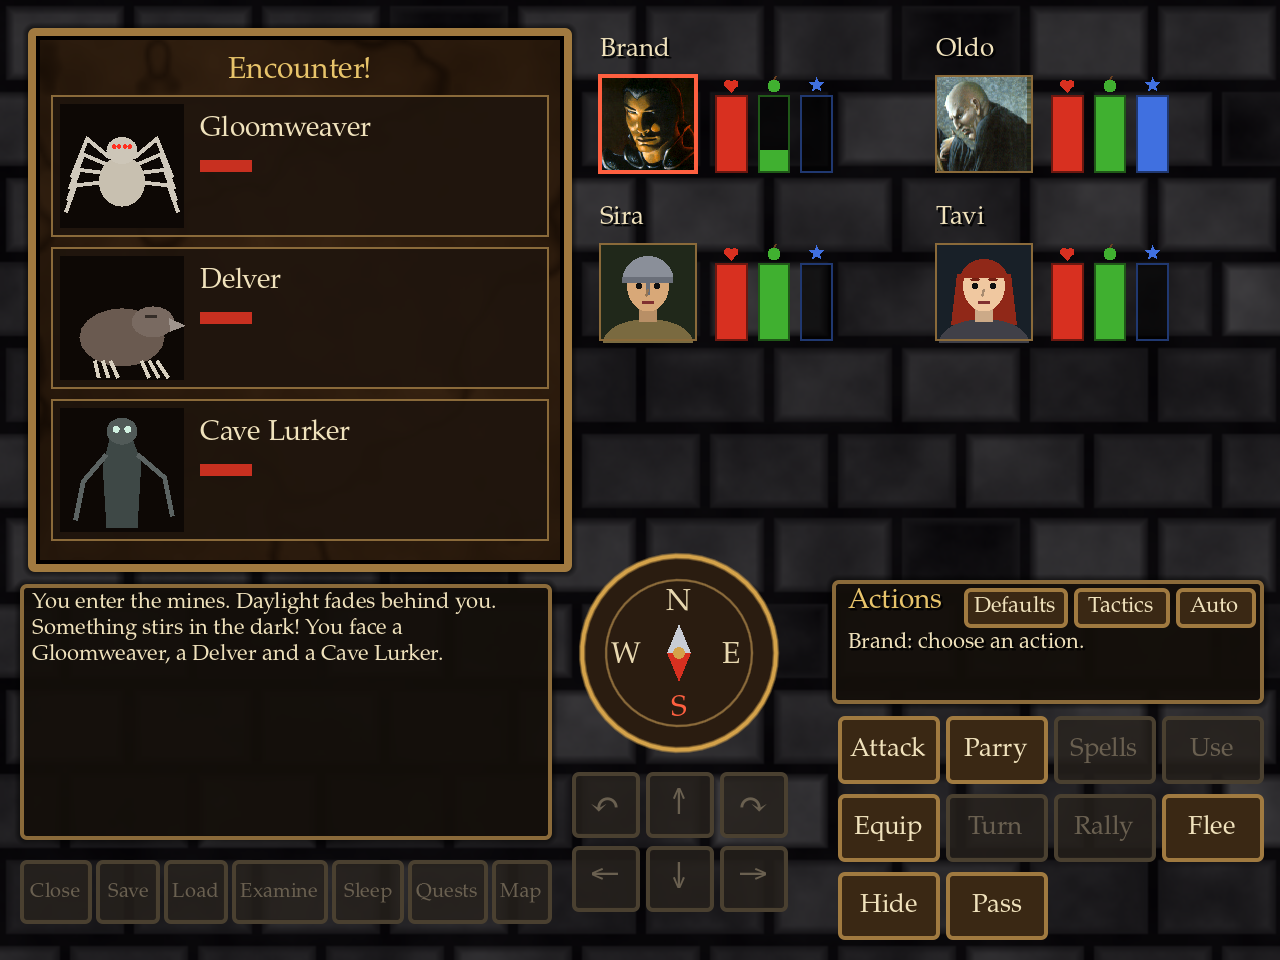 Encounter!
Gloomweaver
Delver
Cave Lurker
Brand
Oldo
Sira
Tavi
You enter the mines. Daylight fades behind you.
Something stirs in the dark! You face a
Gloomweaver, a Delver and a Cave Lurker.
N
W E
S
Actions Defaults Tactics Auto
Brand: choose an action.
Attack Parry Spells Use
Equip Turn Rally Flee
Hide Pass
Close Save Load Examine Sleep Quests Map